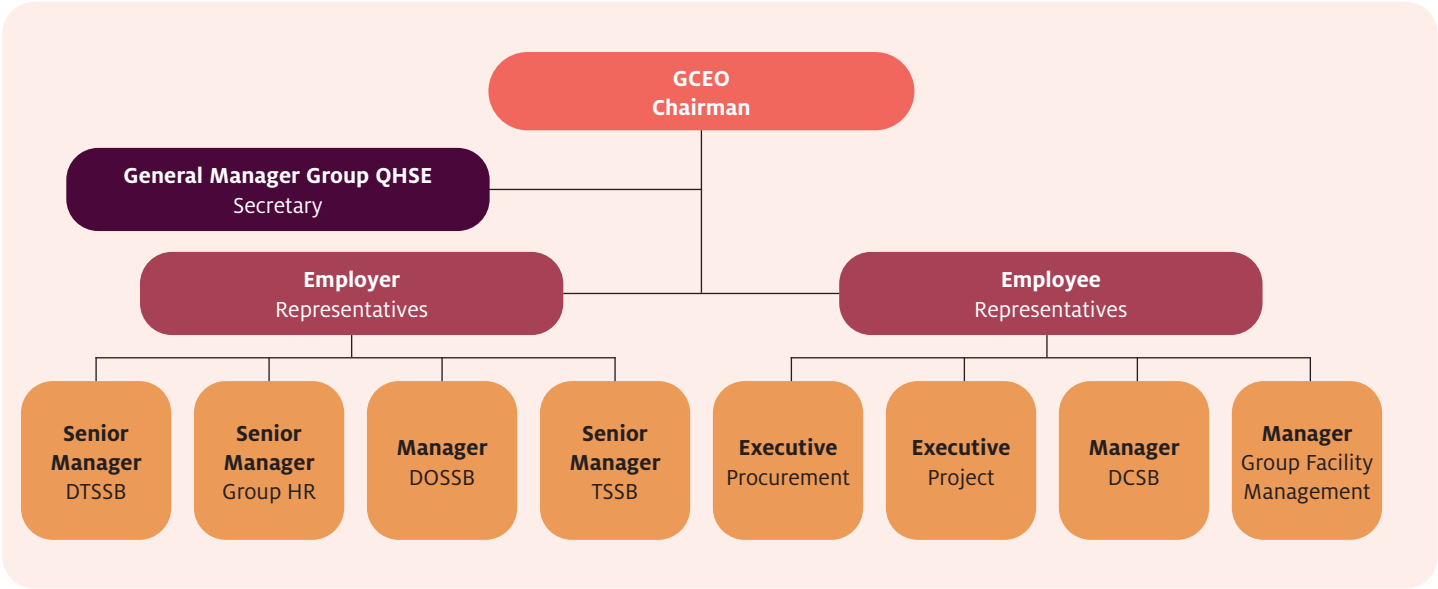 GCEO
Chairman
General Manager Group QHSE
Secretary
Employer
Representatives
Employee
Representatives
Senior
Manager
DTSSB
Senior
Manager
Group HR
Manager
DOSSB
Senior
Manager
TSSB
Executive
Procurement
Executive
Project
Manager
DCSB
Manager
Group Facility
Management